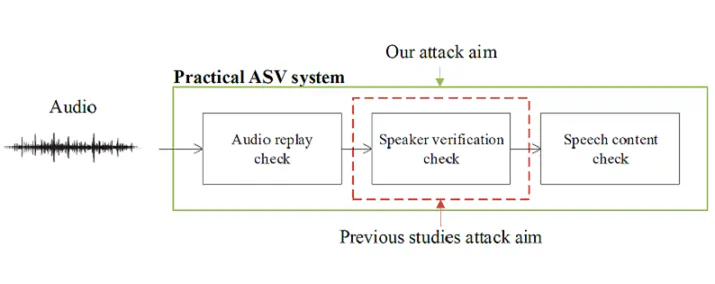 Our attack aim
Practical ASV system
Audio
Audio replay
check
Speaker verification
check
Speech content
check
Previous studies attack aim